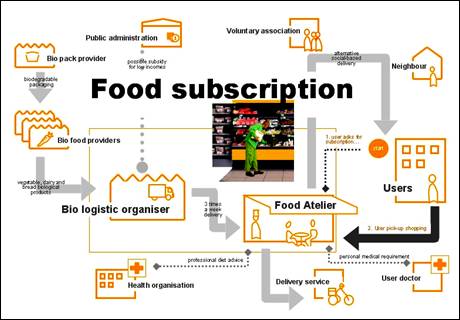 Public administration
Voluntary association
Bio pack provider
possible subsidy
for low incomes
alternative
social-based
delivery
Neighbour
biodegradable
packaging
Food subscription
Bio food providers
1. user asks for
subscription...
start
vegetable, dairy and
bread biological
products
Users
Bio logistic organiser
3 times
a week
delivery
Food Atelier
2. User pick-up shopping
professional diet advice
personal medical requirement
Health organisation
Delivery service
User doctor